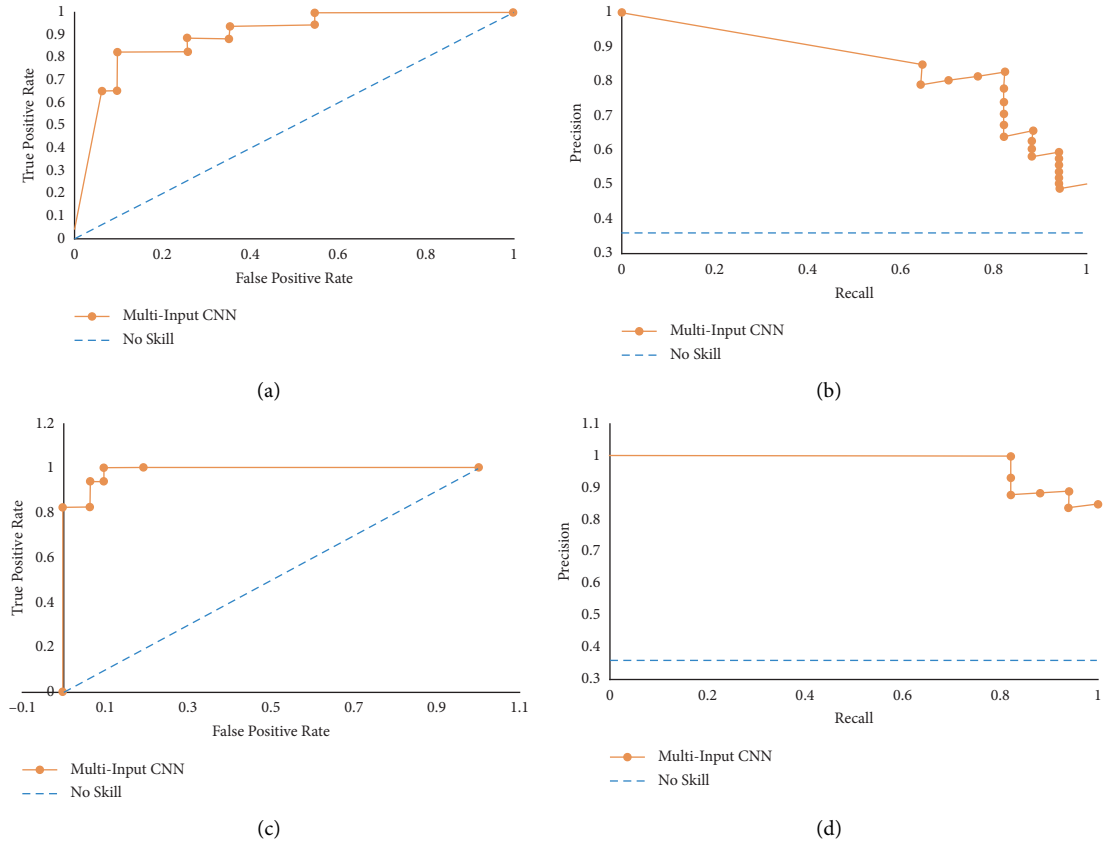 1
0.9
0.8
0.7
0.6
0.5
0.4
0.3
0.2
0.1
0
True Positive Rate
0 0.2 0.4 0.6 0.8 1
False Positive Rate
Multi-Input CNN
No Skill
(a)
1
0.9
0.8
0.7
0.6
0.5
0.4
0.3
Precision
0 0.2 0.4 0.6 0.8 1
Recall
Multi-Input CNN
No Skill
(b)
1.2
1
0.8
0.6
0.4
0.2
0
True Positive Rate
–0.1 0.1 0.3 0.5 0.7 0.9 1.1
False Positive Rate
Multi-Input CNN
No Skill
(c)
1.1
1
0.9
0.8
0.7
0.6
0.5
0.4
0.3
Precision
0 0.2 0.4 0.6 0.8 1
Recall
Multi-Input CNN
No Skill
(d)